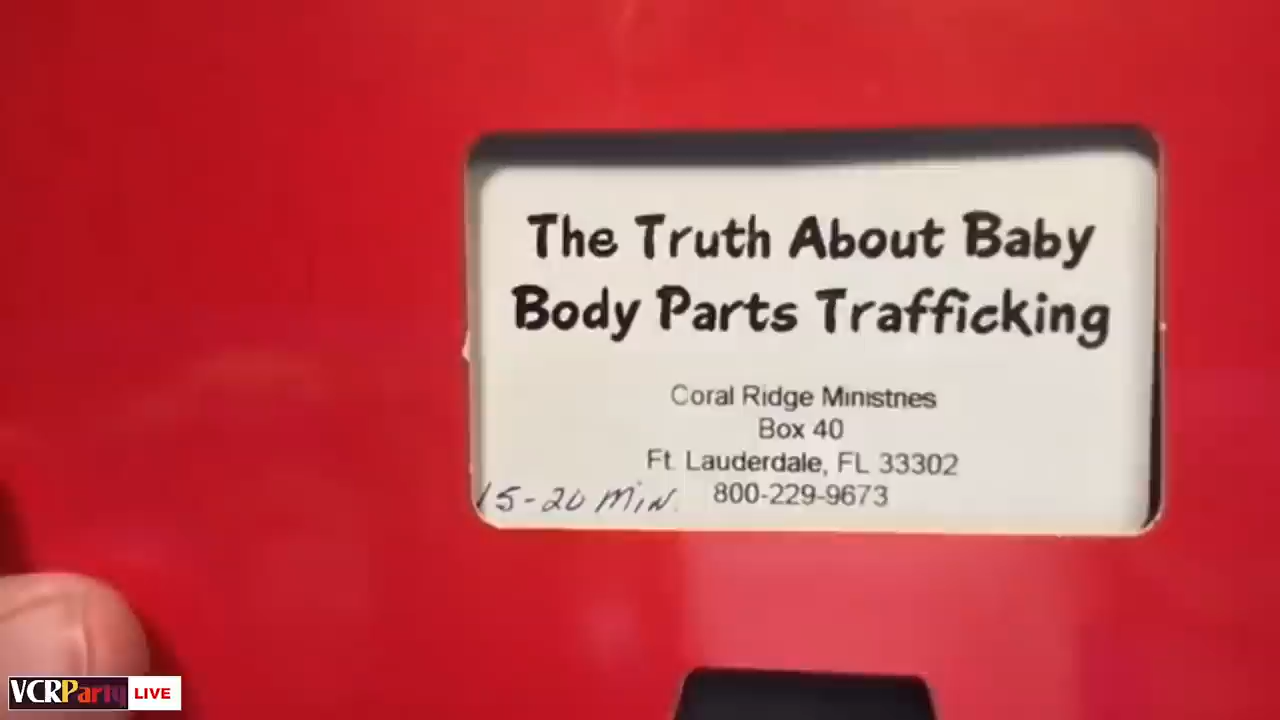 The Truth About Baby
Body Parts Trafficking
Coral Ridge Ministries
Box 40
Ft. Lauderdale, FL 33302
15-20 MIN. 800-229-9673
VCRParty LIVE